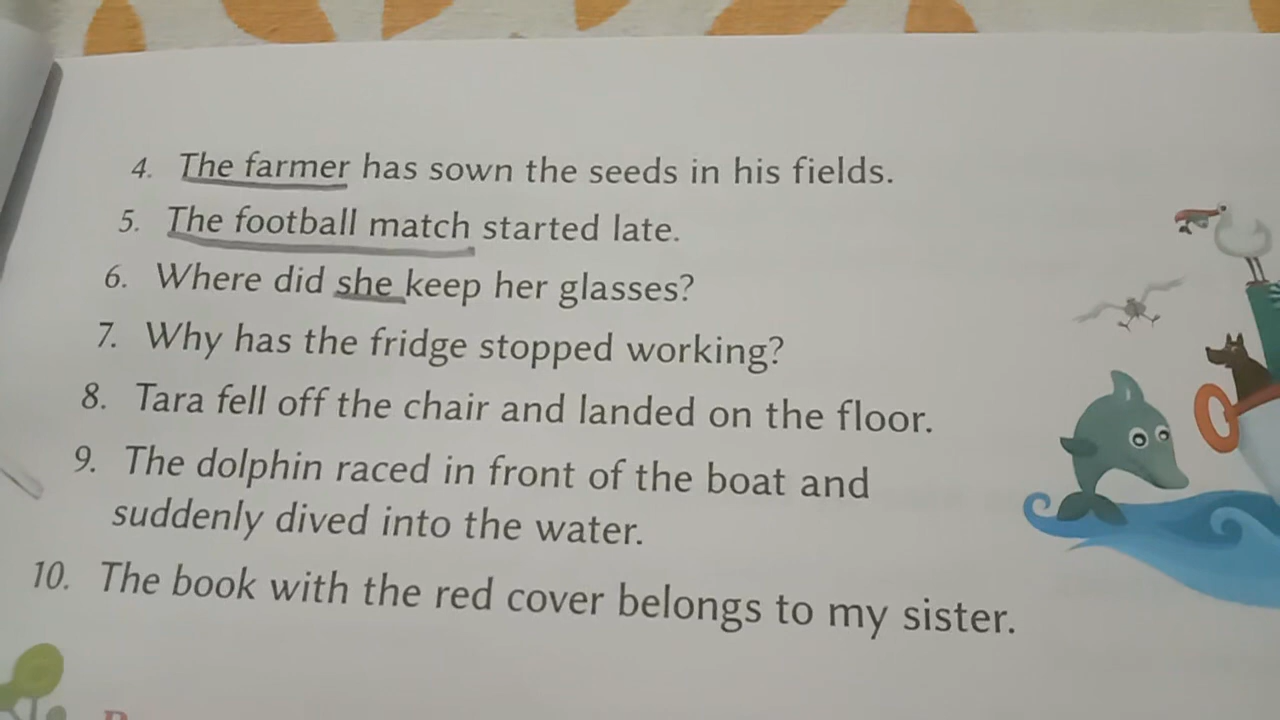 4. The farmer has sown the seeds in his fields.
5. The football match started late.
6. Where did she keep her glasses?
7. Why has the fridge stopped working?
8. Tara fell off the chair and landed on the floor.
9. The dolphin raced in front of the boat and
suddenly dived into the water.
10. The book with the red cover belongs to my sister.